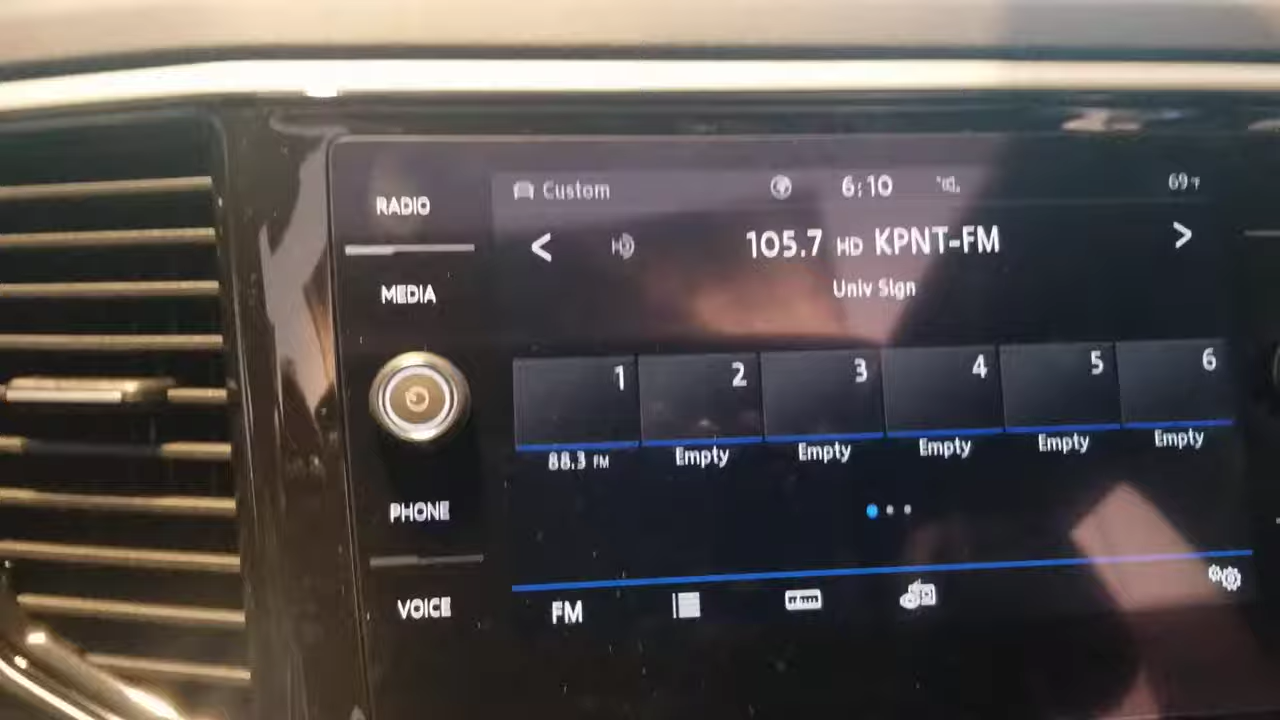 RADIO
MEDIA
PHONE
VOICE
Custom
6:10
69°F
< HD 105.7 HD KPNT-FM >
Univ Sign
1 2 3 4 5 6
88.3 FM Empty Empty Empty Empty Empty
FM